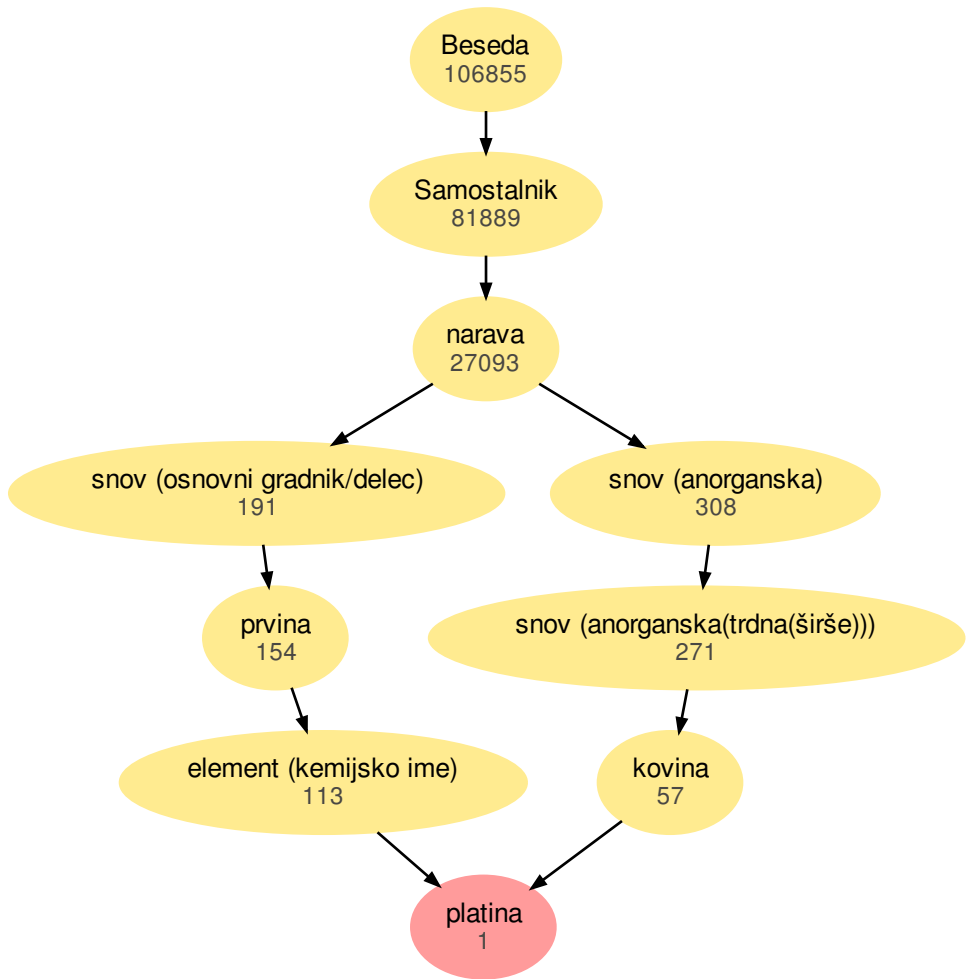 Beseda
106855
Samostalnik
81889
narava
27093
snov (osnovni gradnik/delec)
191
snov (anorganska)
308
prvina
154
snov (anorganska(trdna(širše)))
271
element (kemijsko ime)
113
kovina
57
platina
1